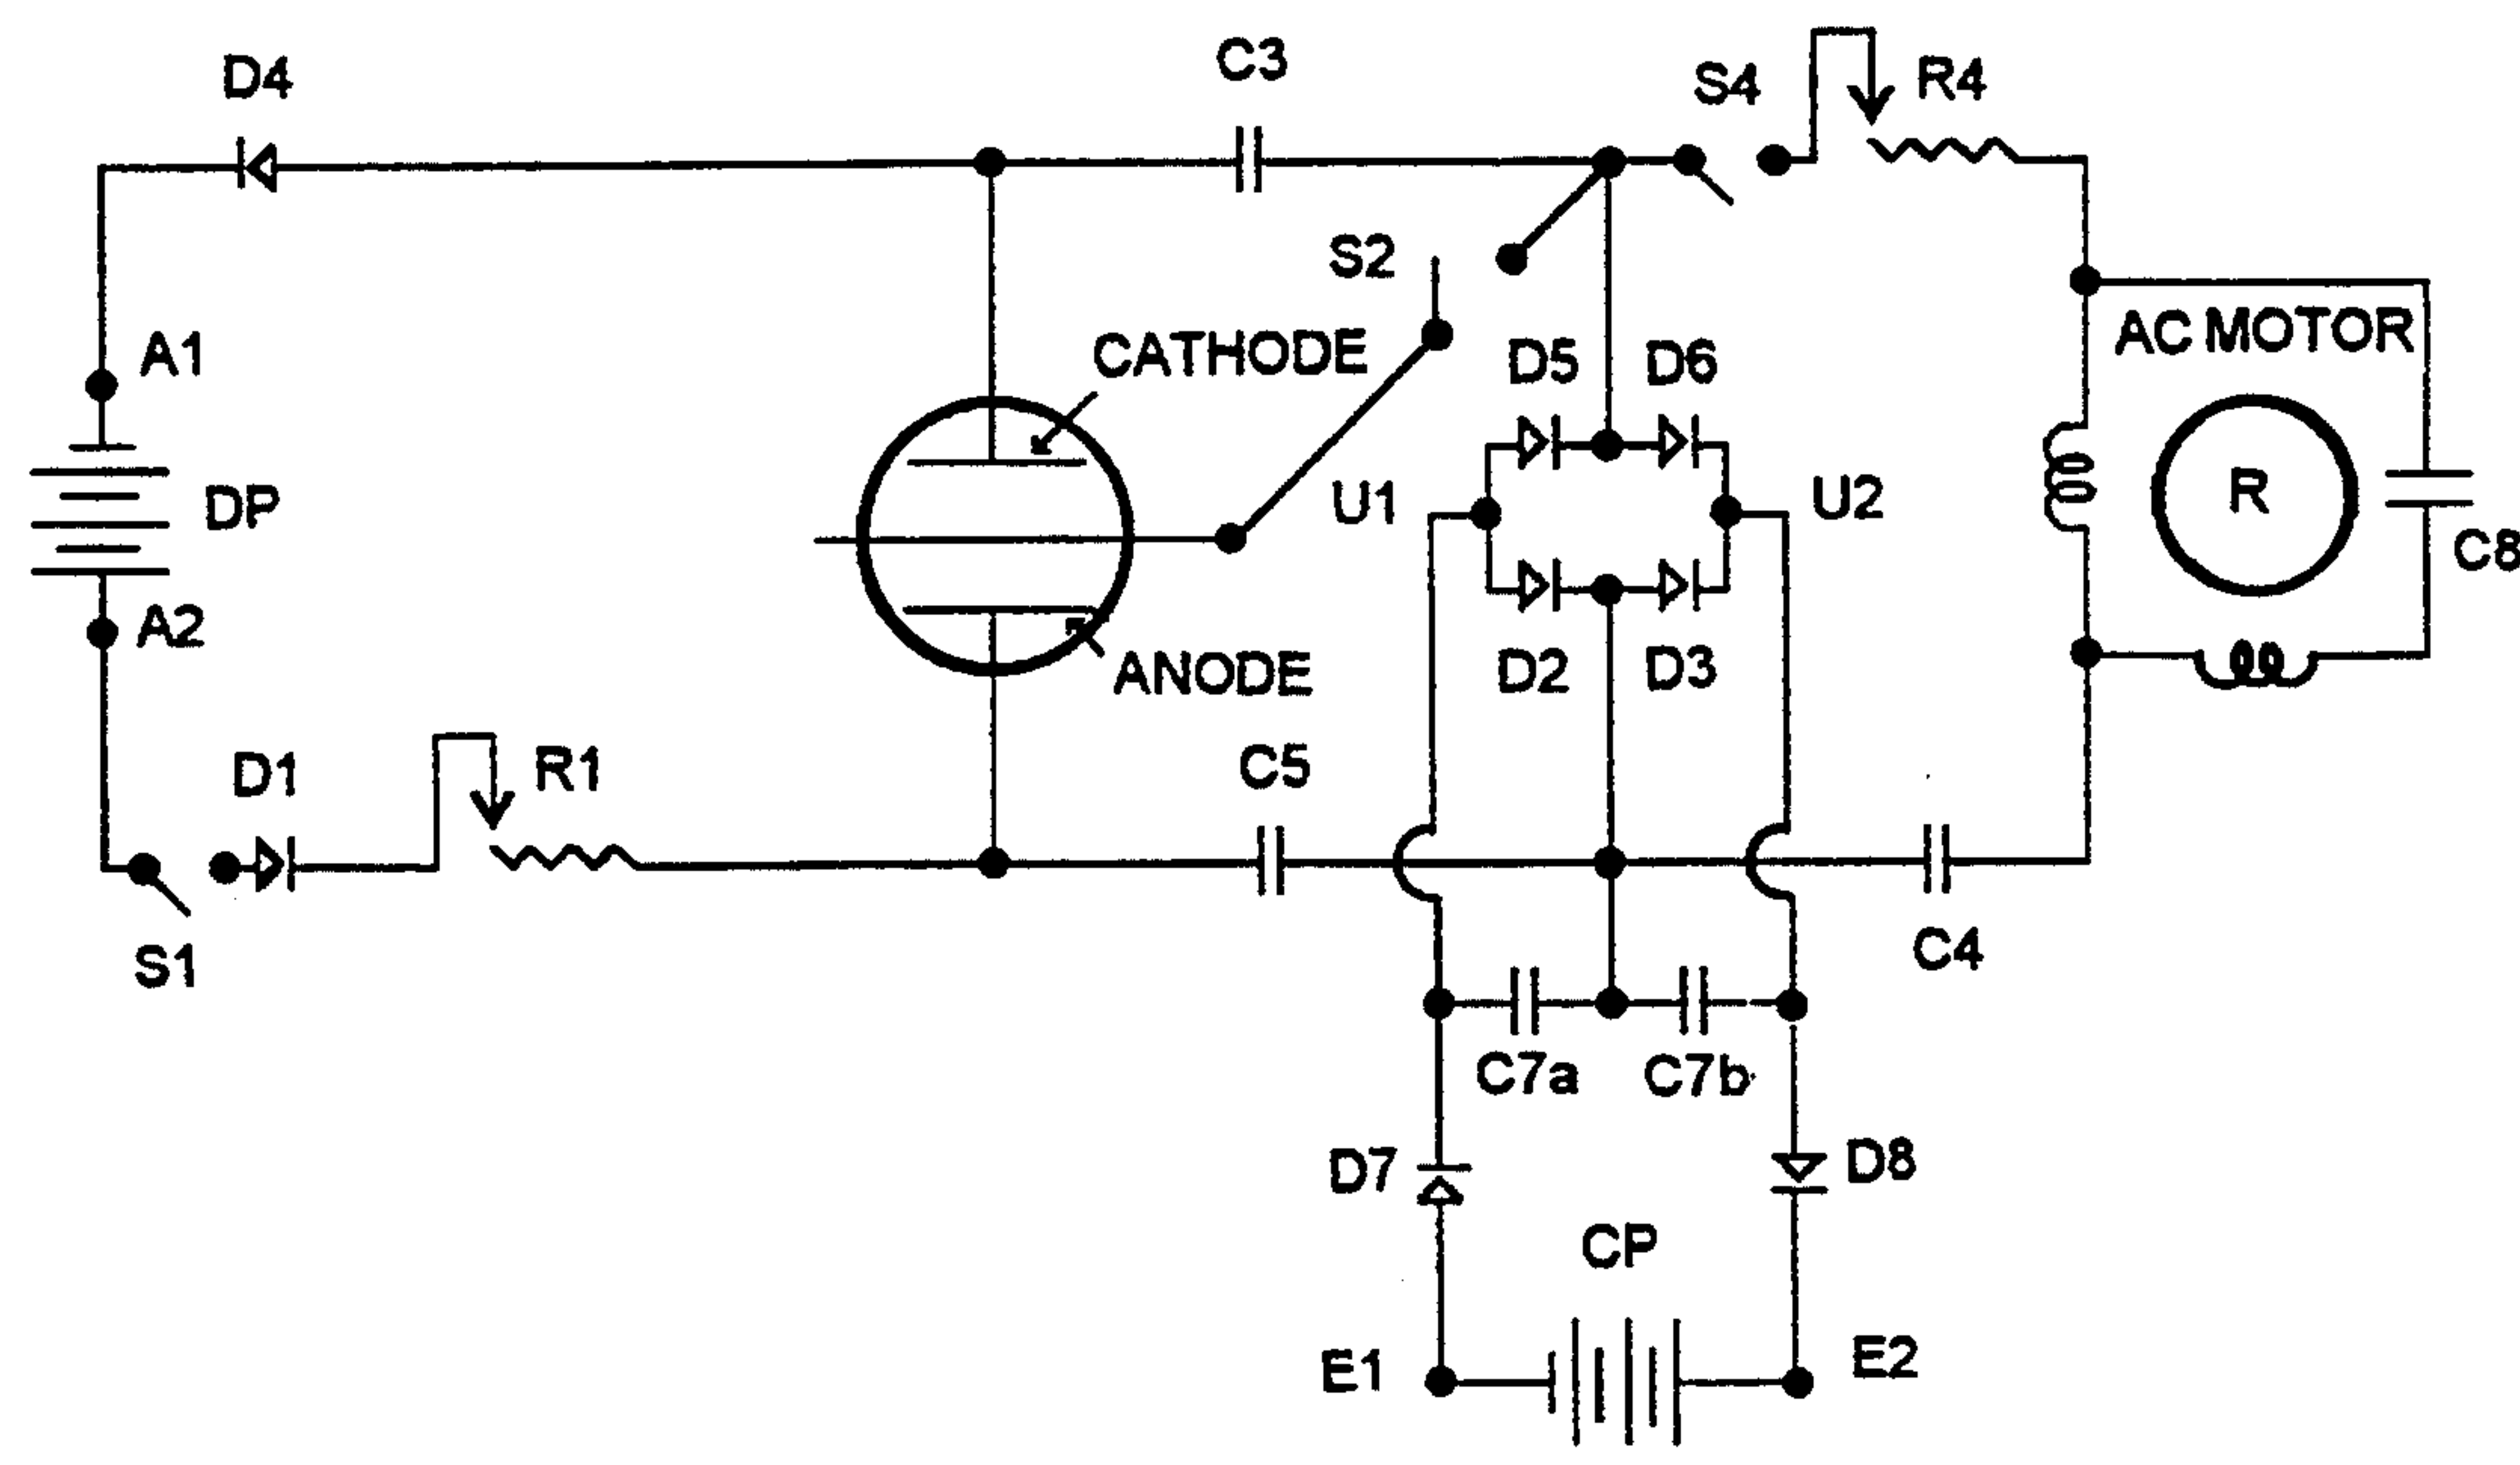 D4
C3
S4
R4
S2
A1
CATHODE
D5
D6
AC MOTOR
DP
U1
U2
R
C8
A2
ANODE
D2
D3
D1
R1
C5
S1
C4
C7a
C7b
D7
D8
CP
E1
E2